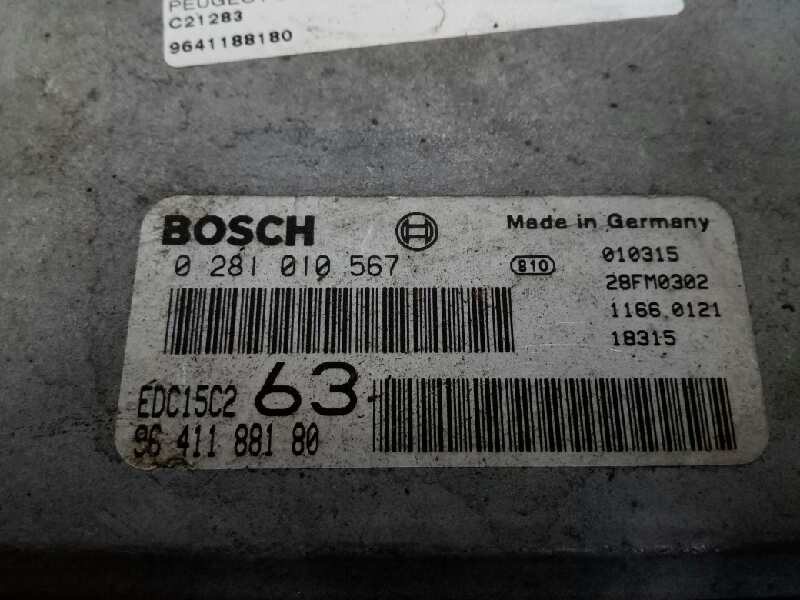 PEUGEOT
C21283
9641188180
BOSCH
Made in Germany
0 281 010 567
810
010315
28FM0302
1166.0121
18315
EDC15C2 63
96 411 881 80